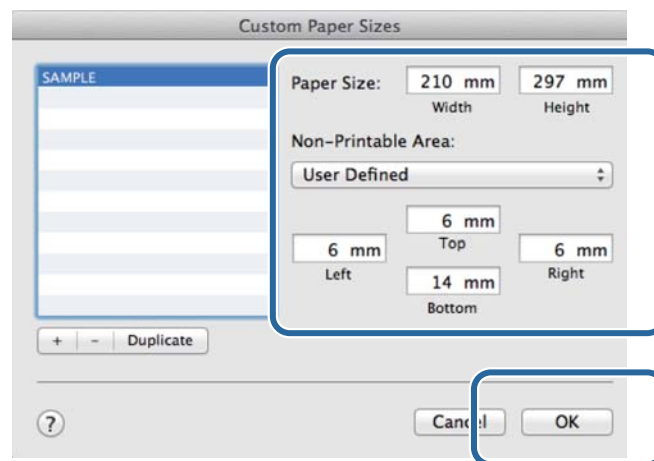 Custom Paper Sizes
SAMPLE
Paper Size: 210 mm 297 mm
Width Height
Non-Printable Area:
User Defined
6 mm
Top
6 mm 6 mm
Left Right
14 mm
Bottom
+ - Duplicate
? Cancel OK